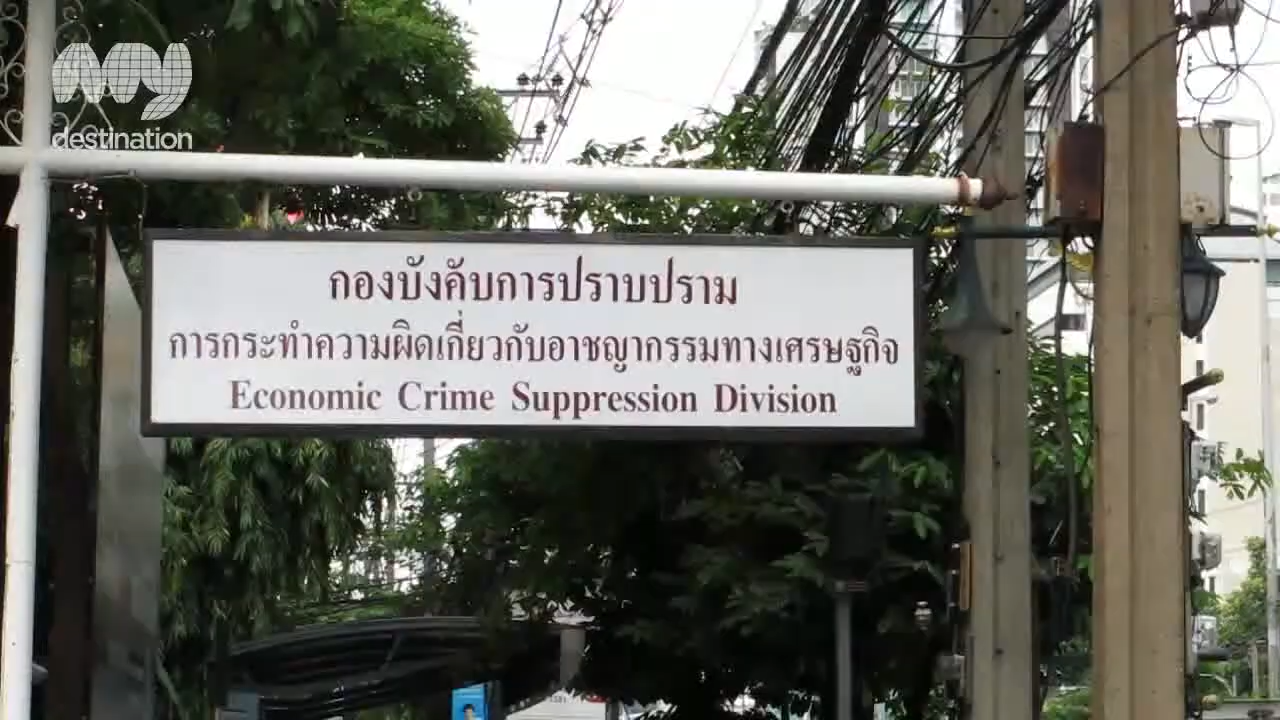 my
destination
กองบังคับการปราบปราม
การกระทำความผิดเกี่ยวกับอาชญากรรมทางเศรษฐกิจ
Economic Crime Suppression Division